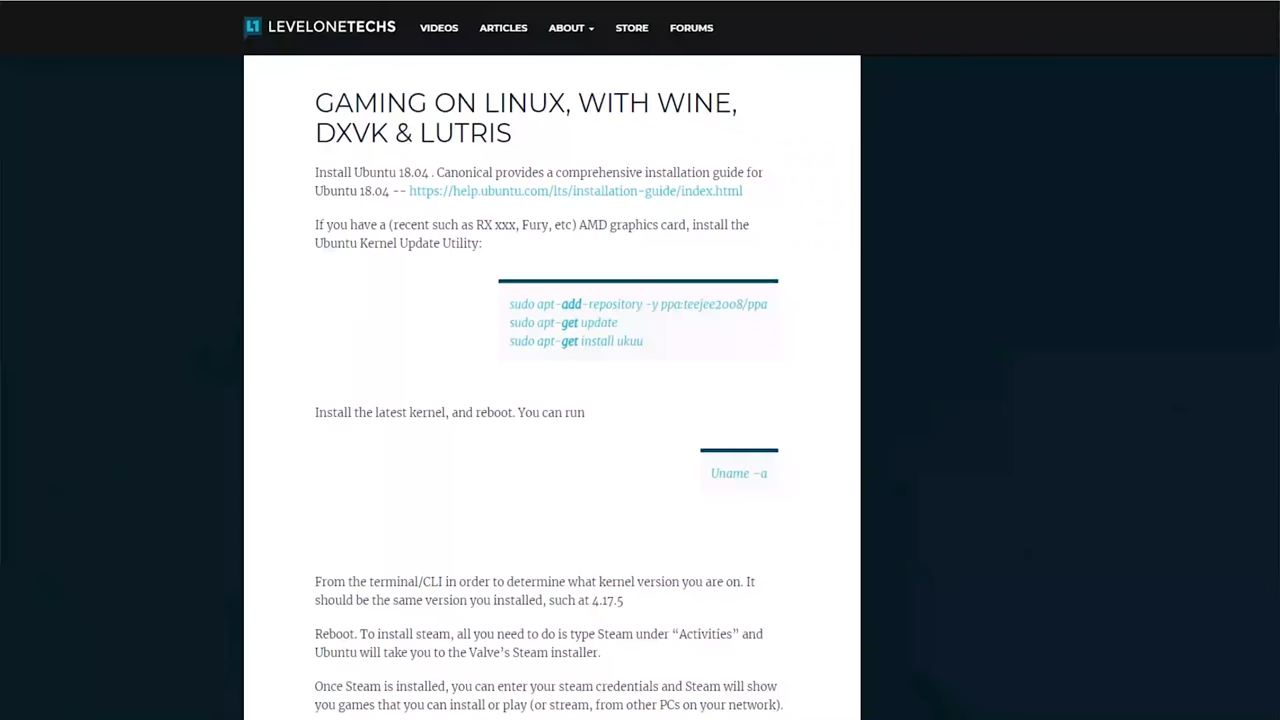 L1 LEVELONETECHS VIDEOS ARTICLES ABOUT STORE FORUMS
GAMING ON LINUX, WITH WINE,
DXVK & LUTRIS
Install Ubuntu 18.04 . Canonical provides a comprehensive installation guide for
Ubuntu 18.04 -- https://help.ubuntu.com/lts/installation-guide/index.html
If you have a (recent such as RX xxx, Fury, etc) AMD graphics card, install the
Ubuntu Kernel Update Utility:
sudo apt-add-repository -y ppa:teejee2008/ppa
sudo apt-get update
sudo apt-get install ukuu
Install the latest kernel, and reboot. You can run
Uname –a
From the terminal/CLI in order to determine what kernel version you are on. It
should be the same version you installed, such at 4.17.5
Reboot. To install steam, all you need to do is type Steam under “Activities” and
Ubuntu will take you to the Valve’s Steam installer.
Once Steam is installed, you can enter your steam credentials and Steam will show
you games that you can install or play (or stream, from other PCs on your network).